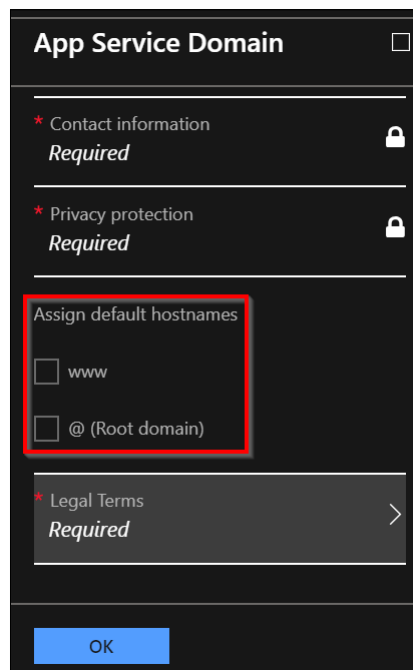 App Service Domain
* Contact information
Required
* Privacy protection
Required
Assign default hostnames
www
@ (Root domain)
* Legal Terms
Required
OK